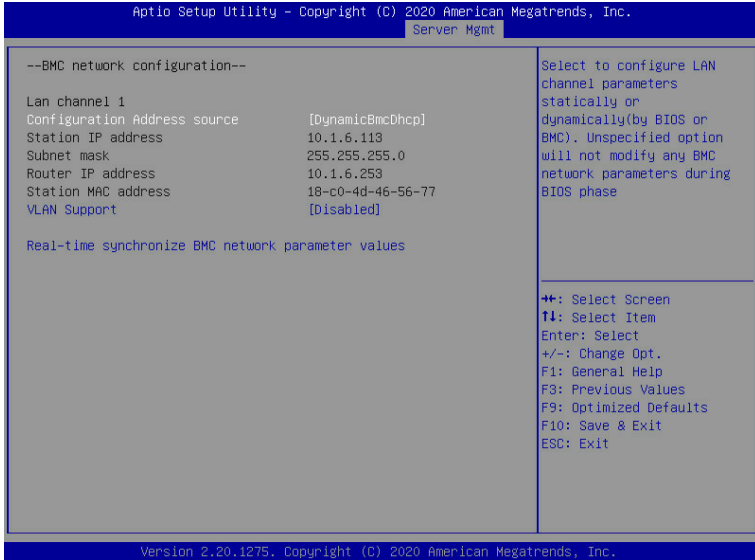 Aptio Setup Utility – Copyright (C) 2020 American Megatrends, Inc.
Server Mgmt
--BMC network configuration--
Lan channel 1
Configuration Address source [DynamicBmcDhcp]
Station IP address 10.1.6.113
Subnet mask 255.255.255.0
Router IP address 10.1.6.253
Station MAC address 18-c0-4d-46-56-77
VLAN Support [Disabled]
Real-time synchronize BMC network parameter values
Select to configure LAN
channel parameters
statically or
dynamically(by BIOS or
BMC). Unspecified option
will not modify any BMC
network parameters during
BIOS phase
→←: Select Screen
↑↓: Select Item
Enter: Select
+/-: Change Opt.
F1: General Help
F3: Previous Values
F9: Optimized Defaults
F10: Save & Exit
ESC: Exit
Version 2.20.1275. Copyright (C) 2020 American Megatrends, Inc.